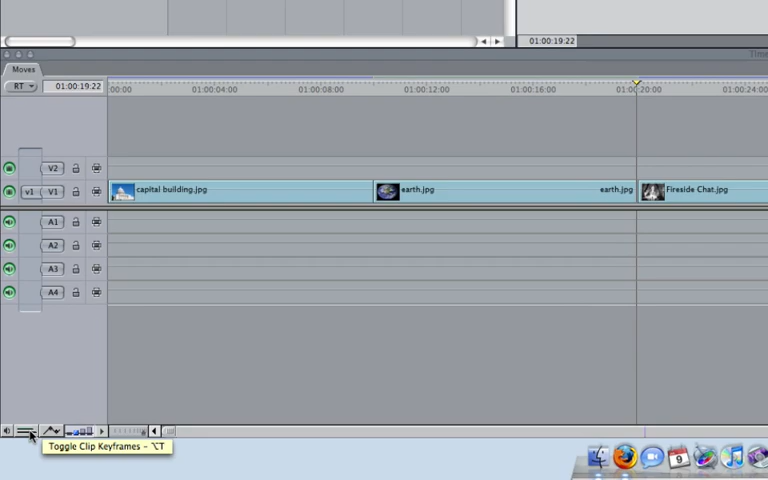 01:00:19:22
Time
Moves
RT 01:00:19:22 :00:00 01:00:04:00 01:00:08:00 01:00:12:00 01:00:16:00 01:00:20:00 01:00:24:00
V2
v1 V1 capital building.jpg earth.jpg earth.jpg Fireside Chat.jpg
A1
A2
A3
A4
Toggle Clip Keyframes - ⌥T
9